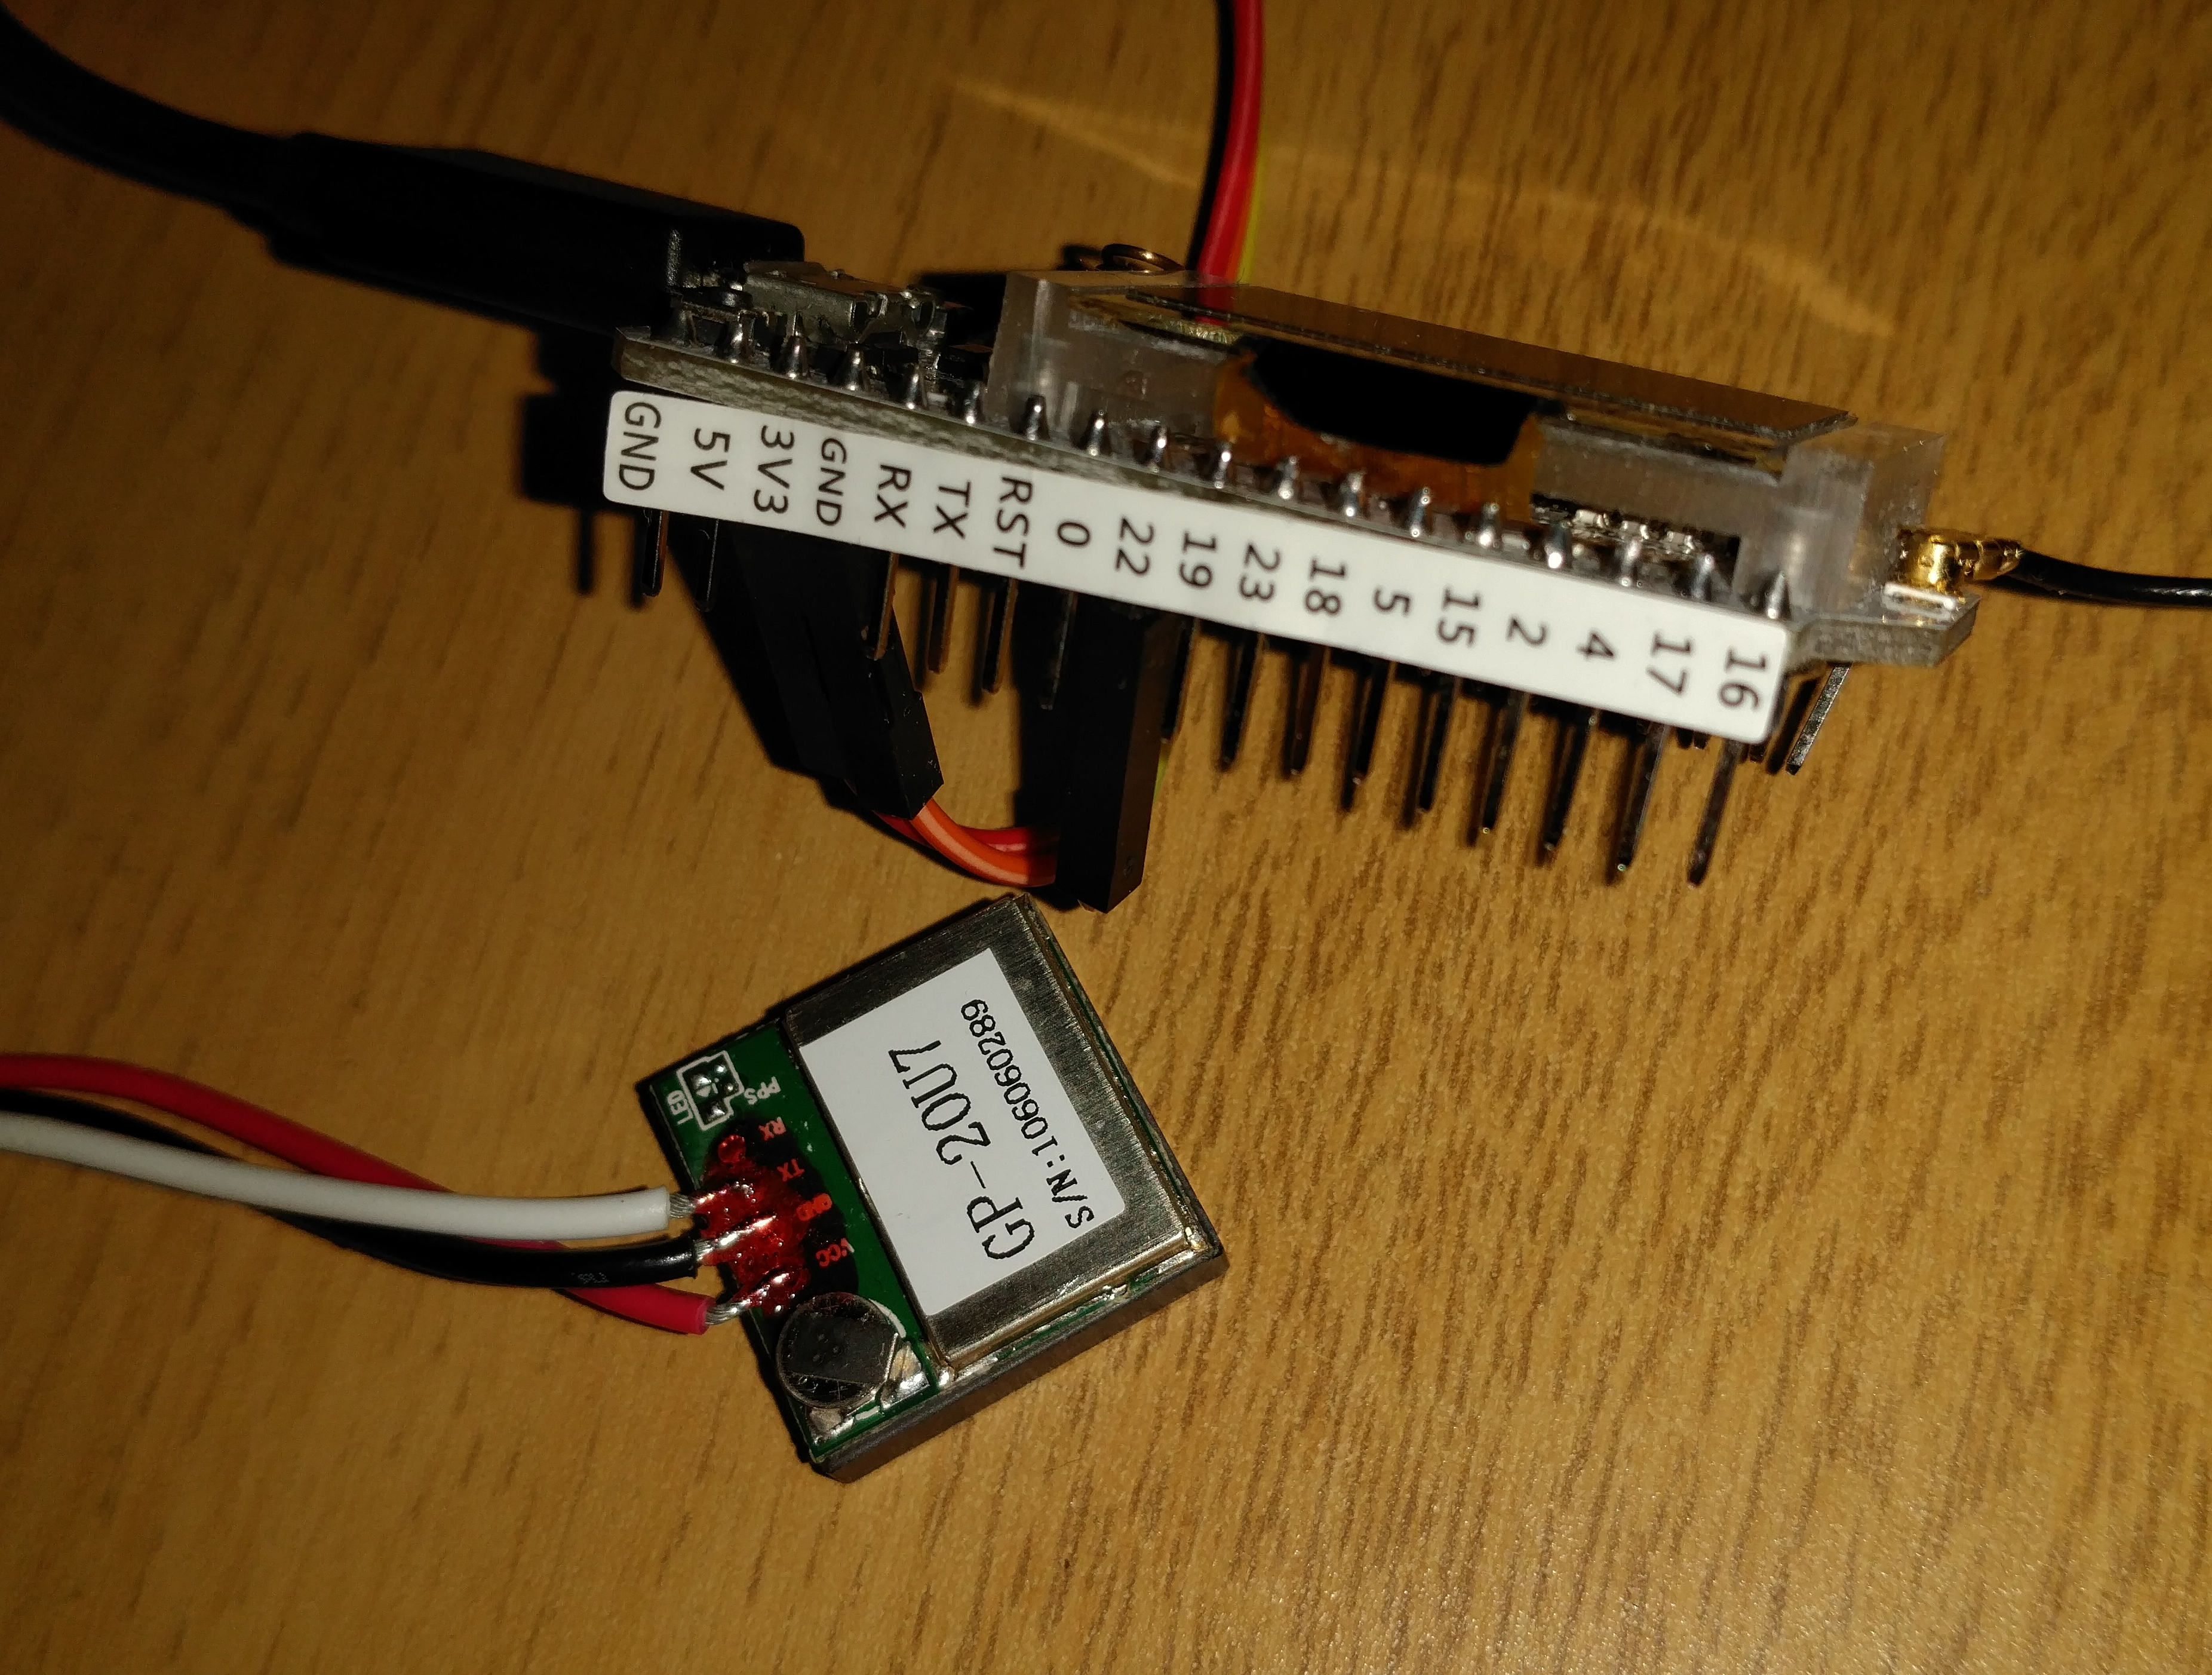 GND
5V
3V3
GND
RX
TX
RST
0
22
19
23
18
5
15
2
4
17
16
GP-20U7
S/N:106060289
LED
PPS
RX
TX
GND
VCC